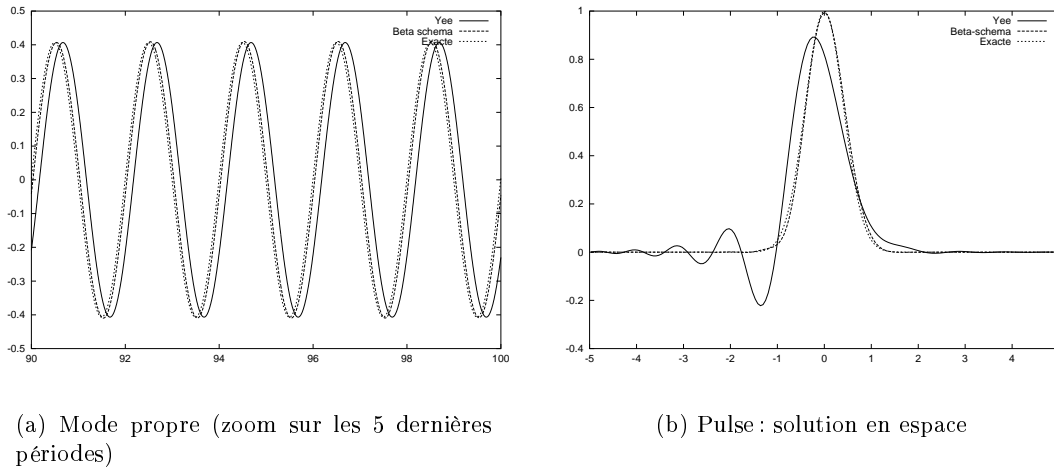 Yee
Beta schema
Exacte
0.5
0.4
0.3
0.2
0.1
0
-0.1
-0.2
-0.3
-0.4
-0.5
90 92 94 96 98 100
Yee
Beta-schema
Exacte
1
0.8
0.6
0.4
0.2
0
-0.2
-0.4
-5 -4 -3 -2 -1 0 1 2 3 4
(a) Mode propre (zoom sur les 5 dernières
périodes)
(b) Pulse : solution en espace